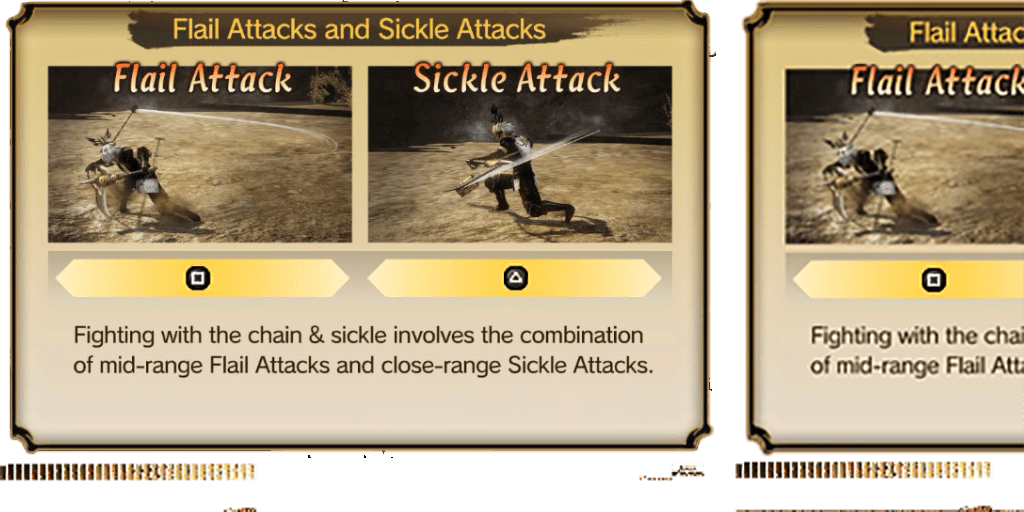 Flail Attacks and Sickle Attacks
Flail Attack
Sickle Attack
Fighting with the chain & sickle involves the combination
of mid-range Flail Attacks and close-range Sickle Attacks.
Flail Attac
Flail Attack
Fighting with the chai
of mid-range Flail Atta